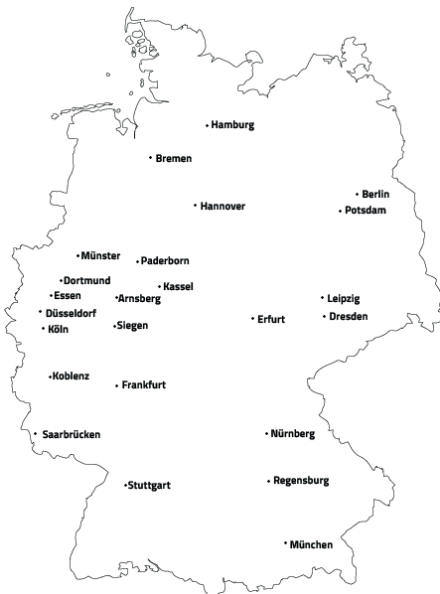 Hamburg
Bremen
Berlin
Hannover
Potsdam
Münster
Paderborn
Dortmund
Kassel
Essen
Arnsberg
Leipzig
Düsseldorf
Erfurt
Dresden
Köln
Siegen
Koblenz
Frankfurt
Saarbrücken
Nürnberg
Stuttgart
Regensburg
München